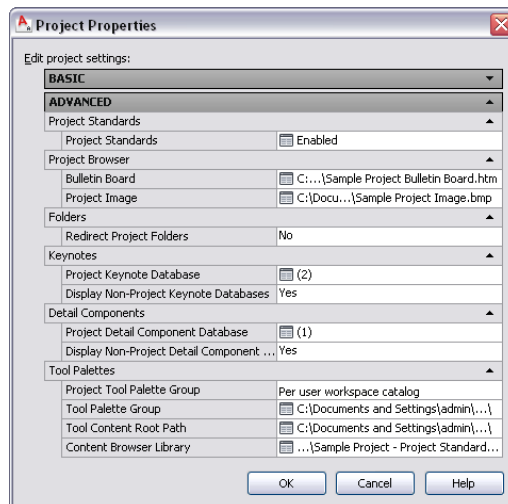 Project Properties
Edit project settings:
BASIC
ADVANCED
Project Standards
Project Standards Enabled
Project Browser
Bulletin Board C:...\Sample Project Bulletin Board.htm
Project Image C:\Docu...\Sample Project Image.bmp
Folders
Redirect Project Folders No
Keynotes
Project Keynote Database (2)
Display Non-Project Keynote Databases Yes
Detail Components
Project Detail Component Database (1)
Display Non-Project Detail Component ... Yes
Tool Palettes
Project Tool Palette Group Per user workspace catalog
Tool Palette Group C:\Documents and Settings\admin\...\
Tool Content Root Path C:\Documents and Settings\admin\...\
Content Browser Library ...\Sample Project - Project Standard...
OK Cancel Help